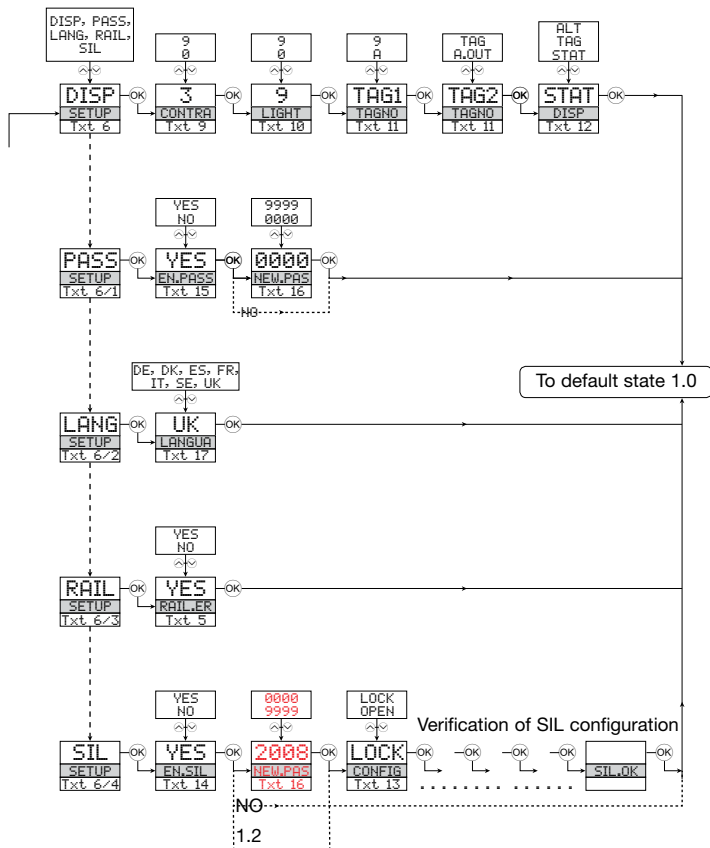 DISP, PASS,
LANG, RAIL,
SIL
9
0
9
0
9
A
TAG
A.OUT
ALT
TAG
STAT
DISP
SETUP
Txt 6
OK
3
CONTRA
Txt 9
OK
9
LIGHT
Txt 10
OK
TAG1
TAGNO
Txt 11
OK
TAG2
TAGNO
Txt 11
OK
STAT
DISP
Txt 12
OK
YES
NO
9999
0000
PASS
SETUP
Txt 6/1
OK
YES
EN.PASS
Txt 15
OK
0000
NEW.PAS
Txt 16
OK
NO
To default state 1.0
DE, DK, ES, FR,
IT, SE, UK
LANG
SETUP
Txt 6/2
OK
UK
LANGUA
Txt 17
OK
YES
NO
RAIL
SETUP
Txt 6/3
OK
YES
RAIL.ER
Txt 5
OK
YES
NO
0000
9999
LOCK
OPEN
Verification of SIL configuration
SIL
SETUP
Txt 6/4
OK
YES
EN.SIL
Txt 14
OK
2008
NEW.PAS
Txt 16
OK
LOCK
CONFIG
Txt 13
OK
OK
OK
OK
SIL.OK
OK
NO
1.2